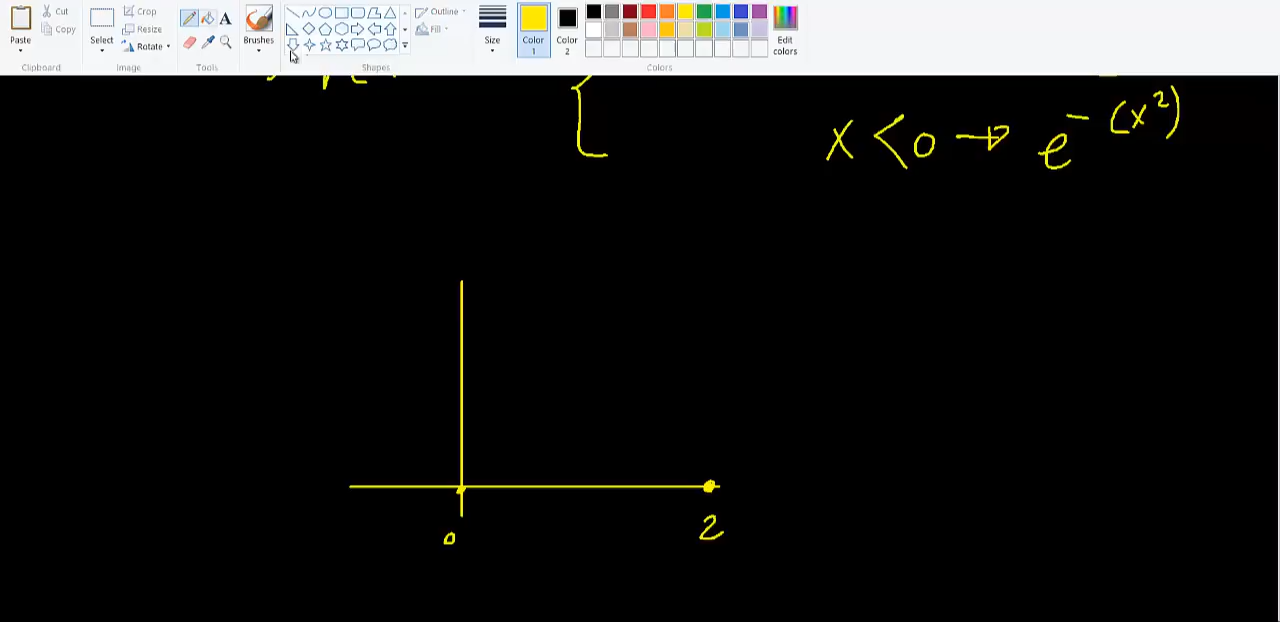 Paste
Cut
Copy
Clipboard
Select
Crop
Resize
Rotate
Image
A
Tools
Brushes
Outline
Fill
Shapes
Size
Color
1
Color
2
Colors
Edit
colors
x < 0 → e^-(x^2)
0
2